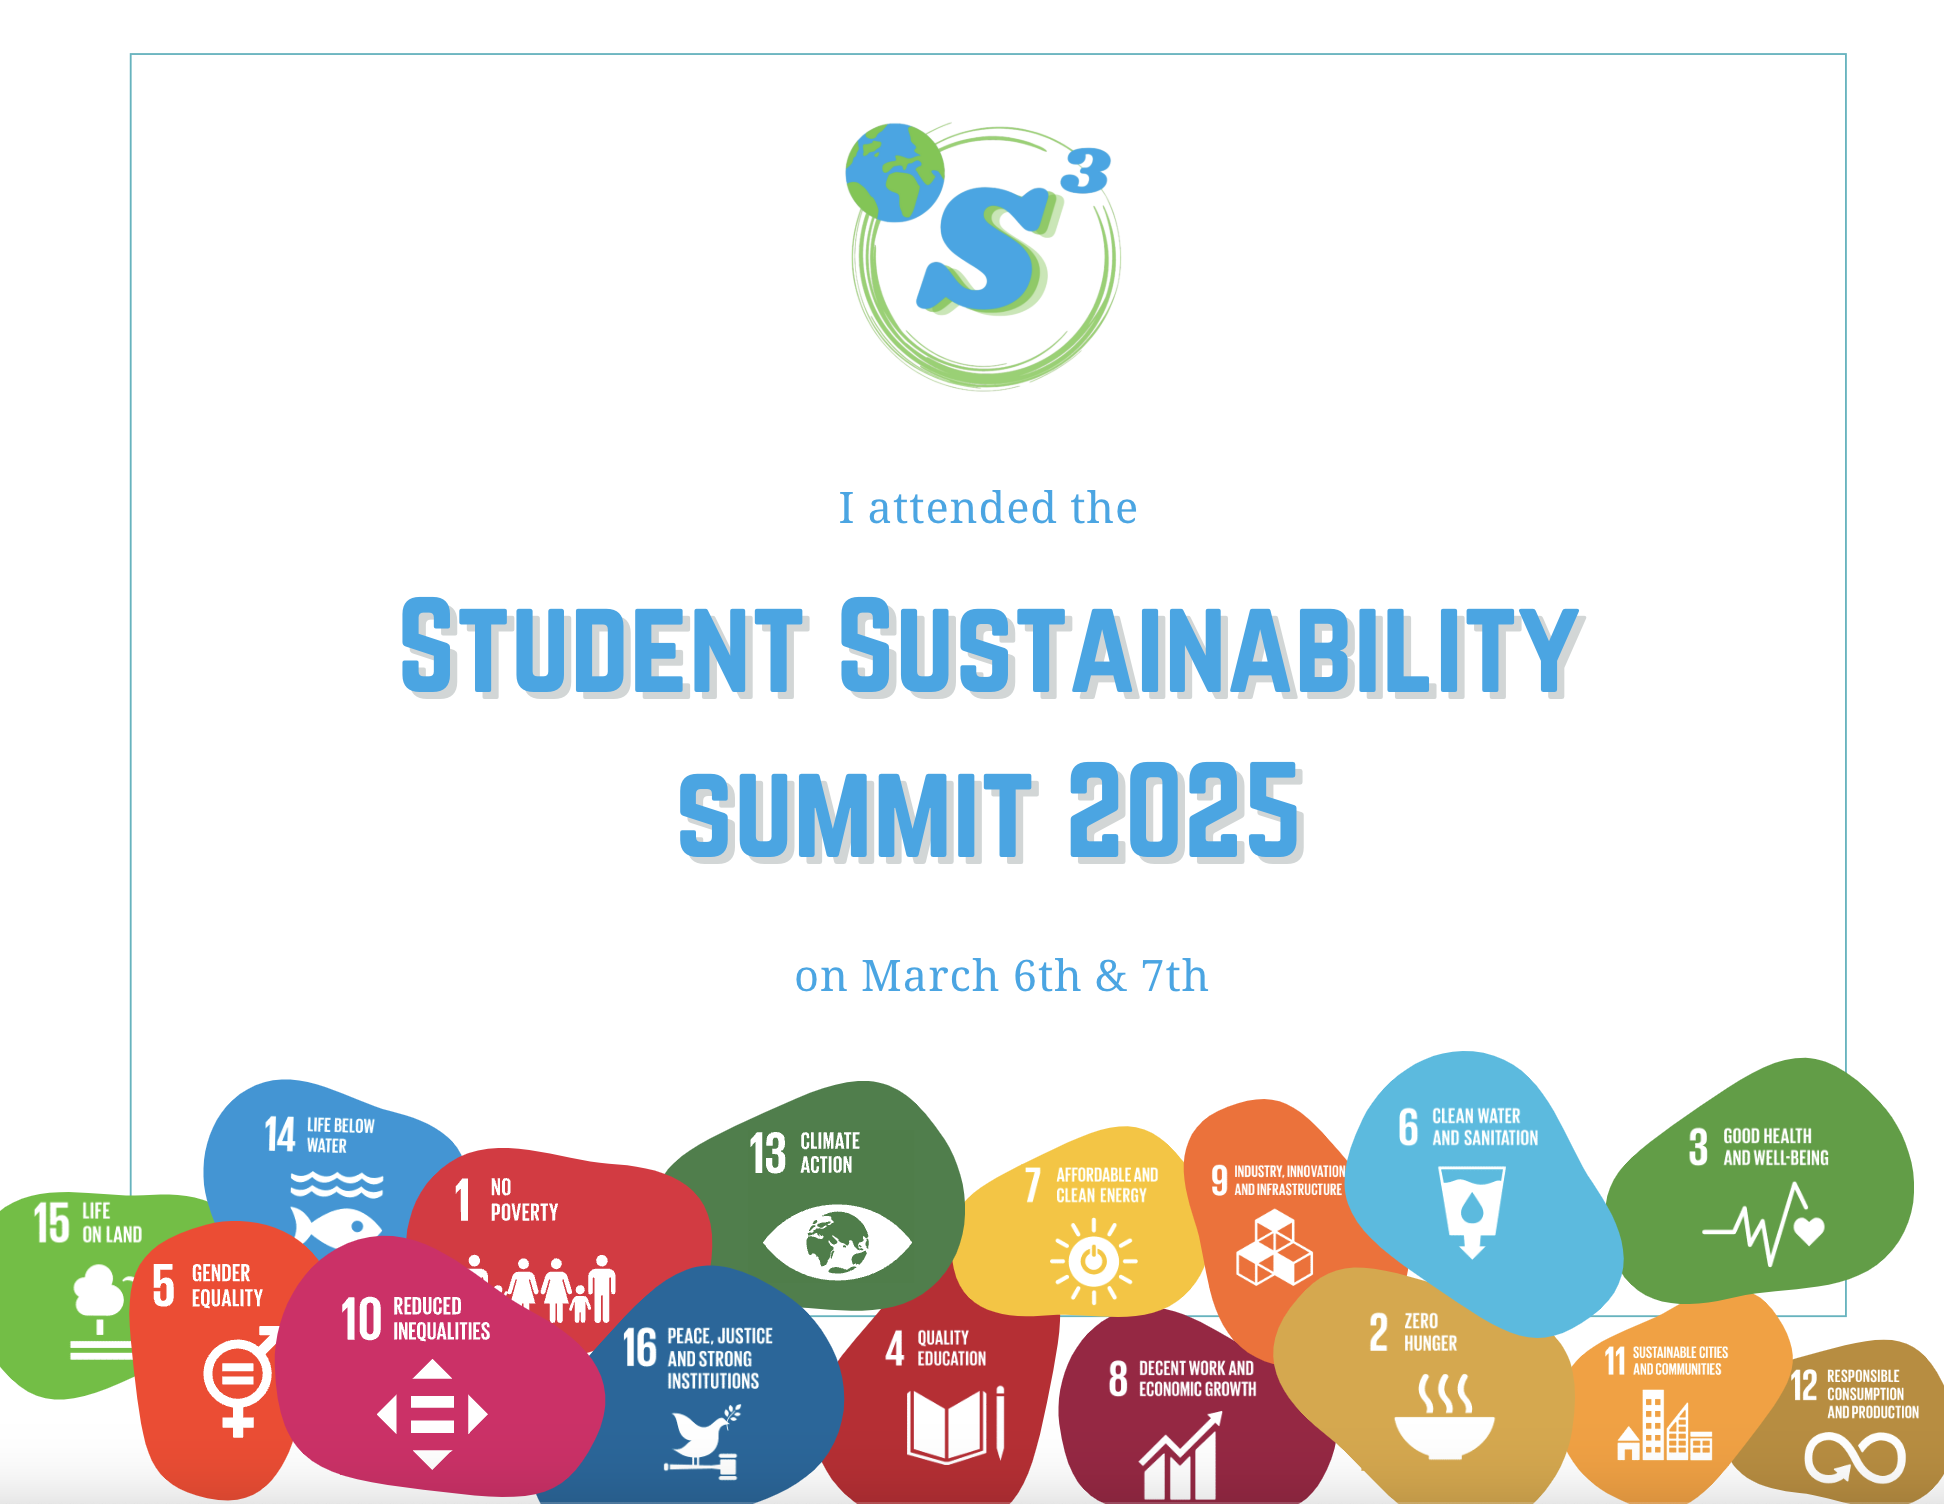 S3
I attended the
Student Sustainability
summit 2025
on March 6th & 7th
14 LIFE BELOW
WATER
13 CLIMATE
ACTION
6 CLEAN WATER
AND SANITATION
3 GOOD HEALTH
AND WELL-BEING
15 LIFE
ON LAND
1 NO
POVERTY
7 AFFORDABLE AND
CLEAN ENERGY
9 INDUSTRY, INNOVATION
AND INFRASTRUCTURE
5 GENDER
EQUALITY
10 REDUCED
INEQUALITIES
16 PEACE, JUSTICE
AND STRONG
INSTITUTIONS
4 QUALITY
EDUCATION
8 DECENT WORK AND
ECONOMIC GROWTH
2 ZERO
HUNGER
11 SUSTAINABLE CITIES
AND COMMUNITIES
12 RESPONSIBLE
CONSUMPTION
AND PRODUCTION